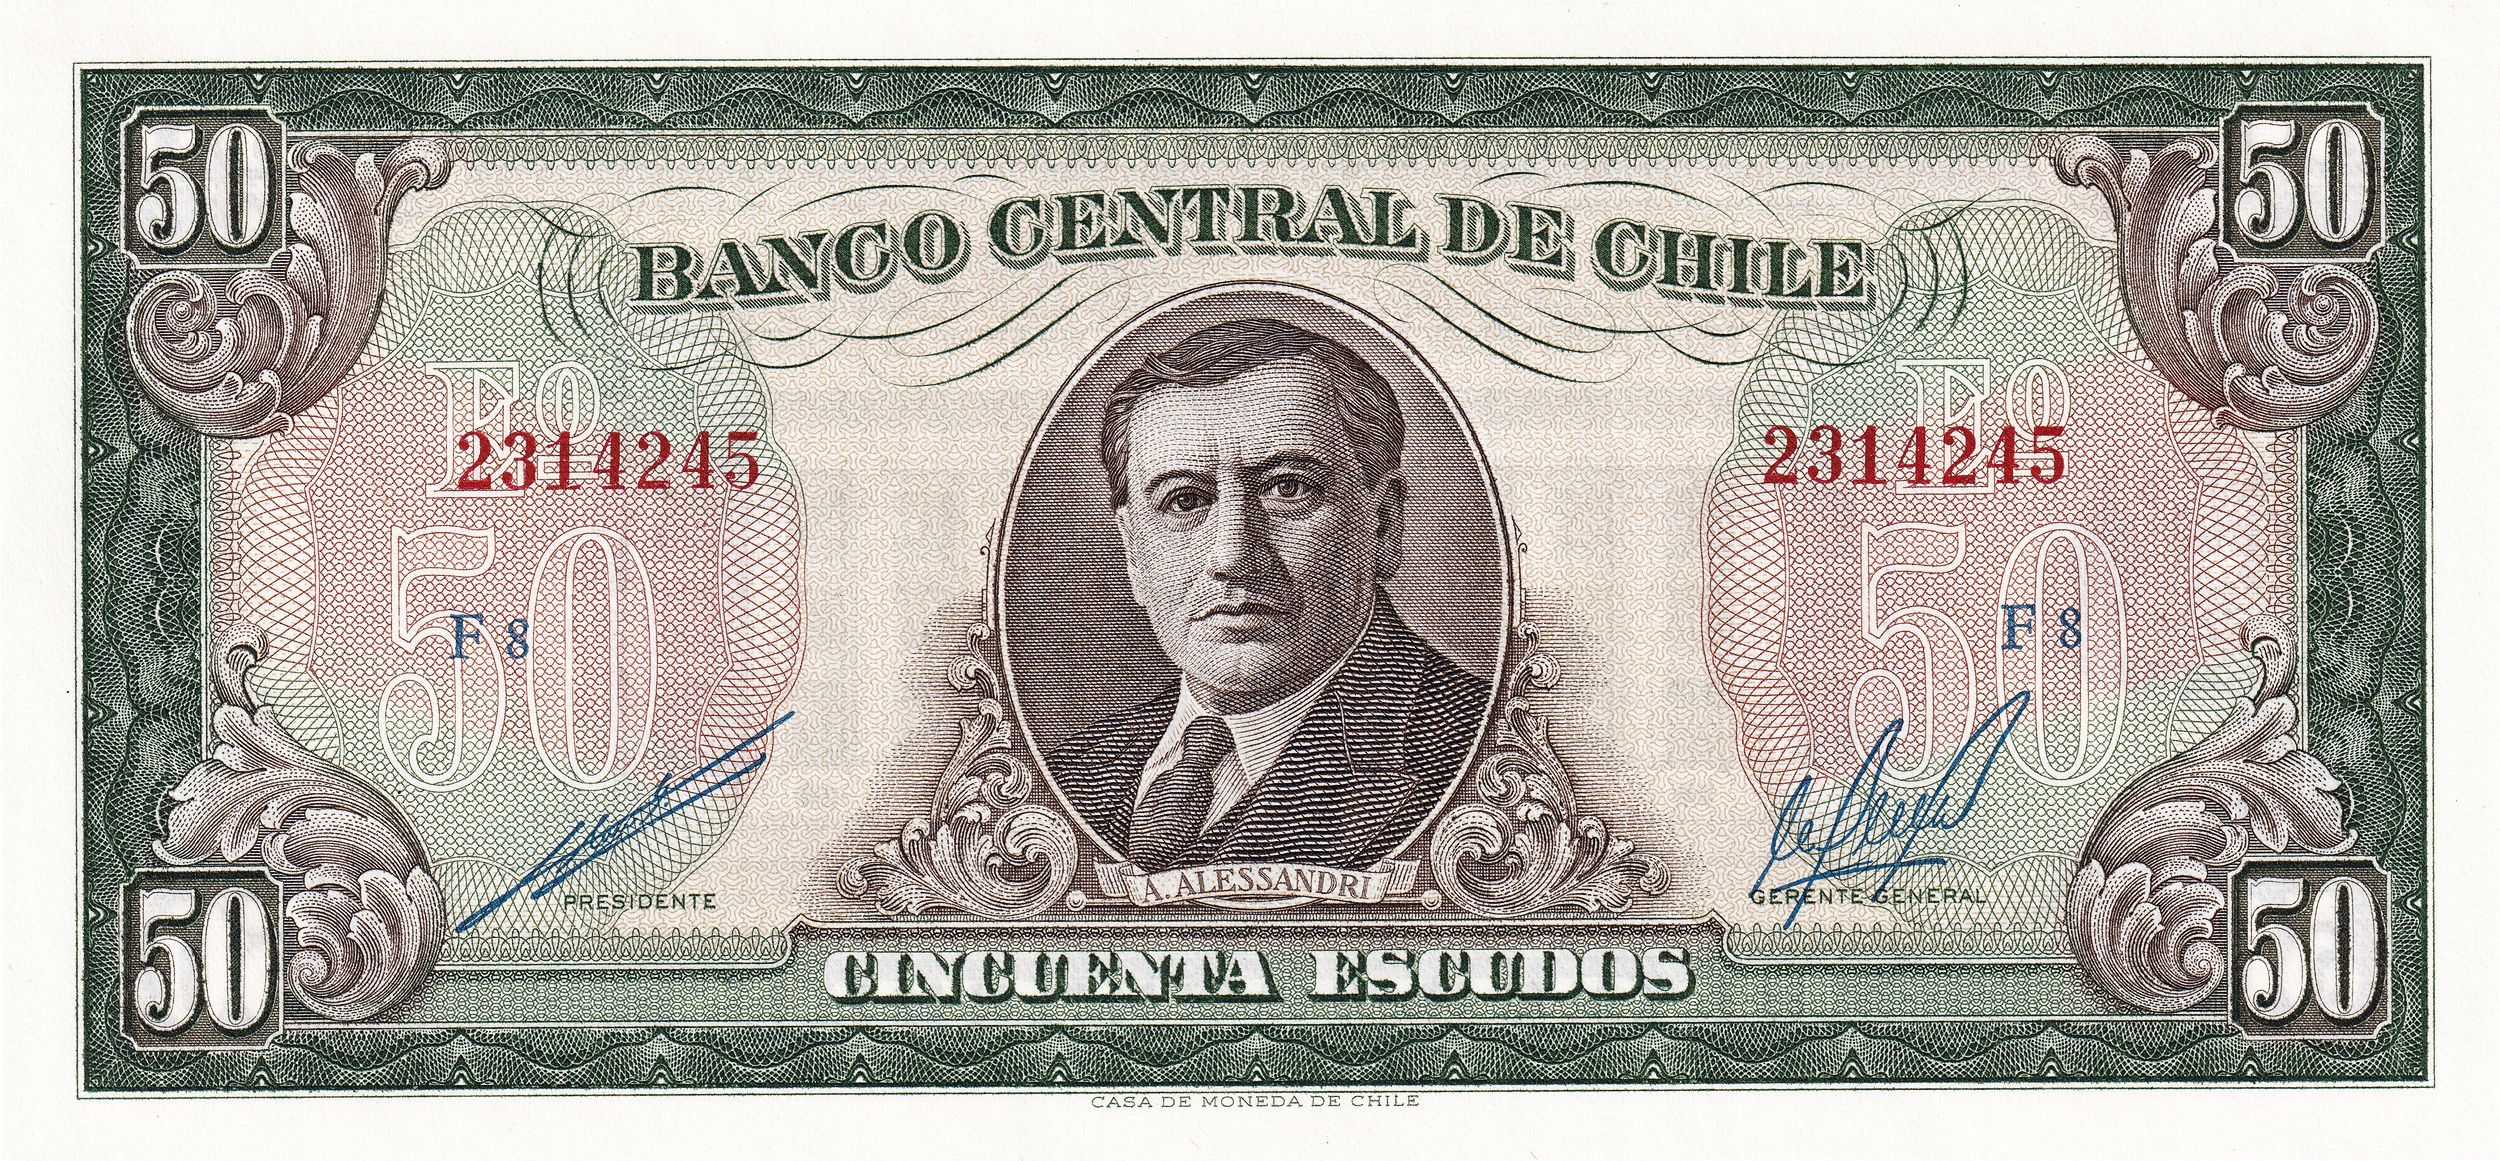 50 50
BANCO CENTRAL DE CHILE
Eº Eº
2314245 2314245
50 50
F 8 F 8
A. ALESSANDRI
PRESIDENTE GERENTE GENERAL
CINCUENTA ESCUDOS
50 50
CASA DE MONEDA DE CHILE